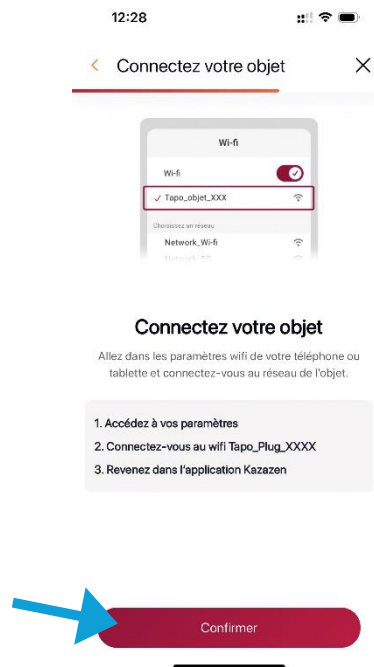 12:28
Connectez votre objet
Wi-fi
Wi-fi
Tapo_objet_XXX
Choisissez un réseau
Network_Wi-fi
Network_5G
Connectez votre objet
Allez dans les paramètres wifi de votre téléphone ou
tablette et connectez-vous au réseau de l'objet.
1. Accédez à vos paramètres
2. Connectez-vous au wifi Tapo_Plug_XXXX
3. Revenez dans l'application Kazazen
Confirmer